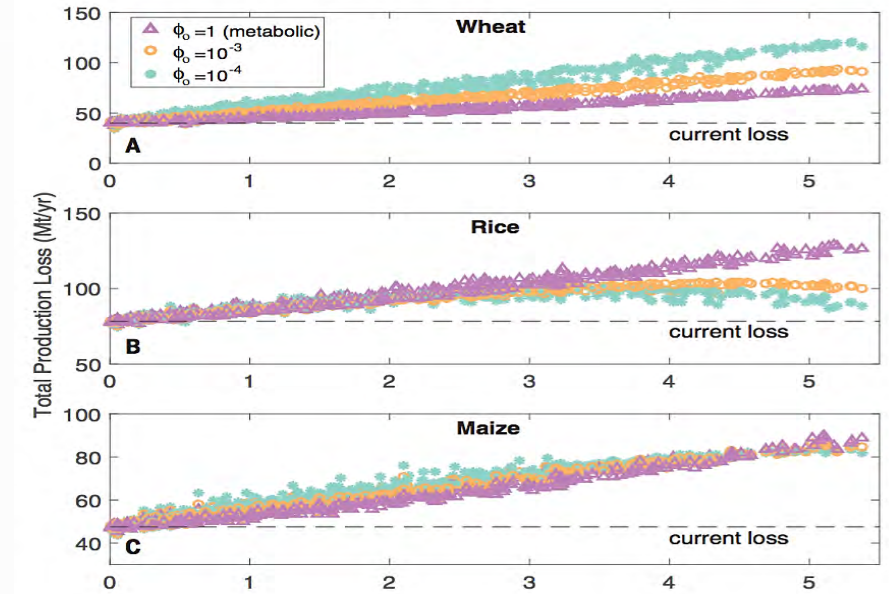 Total Production Loss (Mt/yr)
150
100
50
0
Wheat
ϕo =1 (metabolic)
ϕo =10-3
ϕo =10-4
current loss
A
0 1 2 3 4 5
150
100
50
Rice
current loss
B
0 1 2 3 4 5
100
80
60
40
Maize
current loss
C
0 1 2 3 4 5